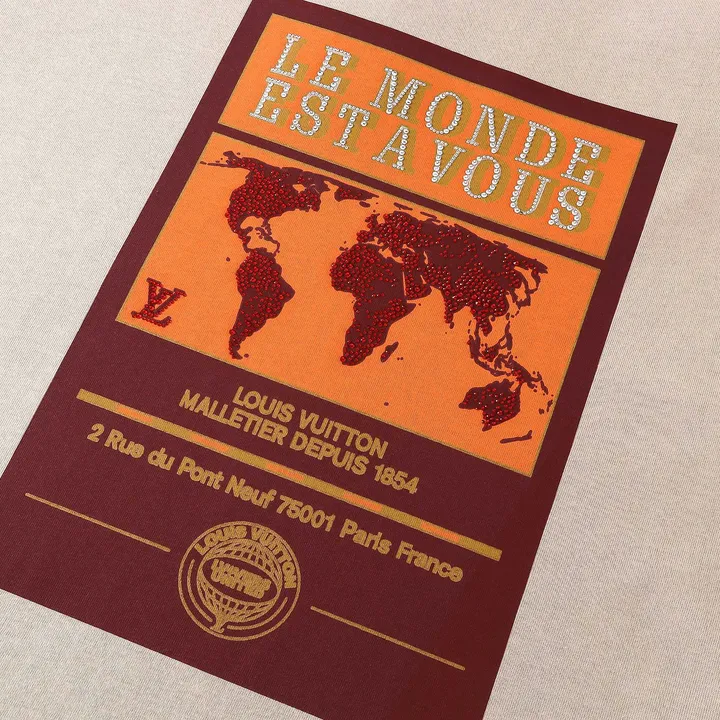 LE MONDE
EST A VOUS
LV
LOUIS VUITTON
MALLETIER DEPUIS 1854
2 Rue du Pont Neuf 75001 Paris France
LOUIS VUITTON